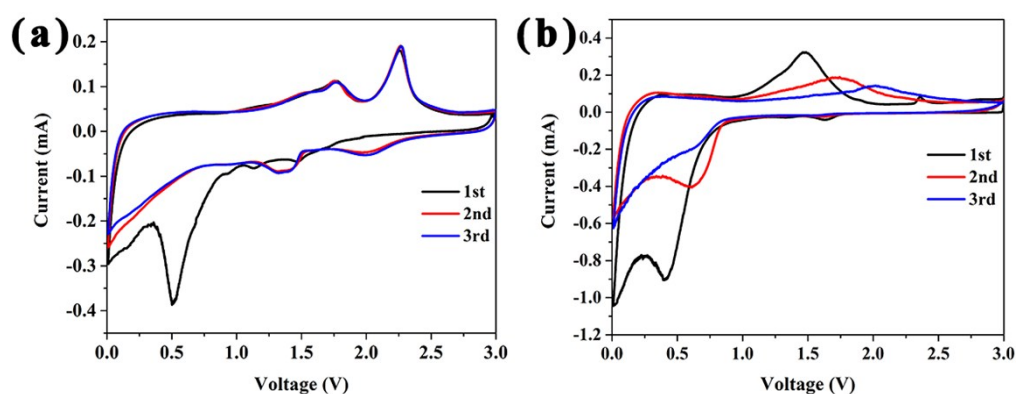 (a)
0.2
0.1
0.0
-0.1
-0.2
-0.3
-0.4
Current (mA)
1st
2nd
3rd
0.0 0.5 1.0 1.5 2.0 2.5 3.0
Voltage (V)
(b)
0.4
0.2
0.0
-0.2
-0.4
-0.6
-0.8
-1.0
-1.2
Current (mA)
1st
2nd
3rd
0.0 0.5 1.0 1.5 2.0 2.5 3.0
Voltage (V)